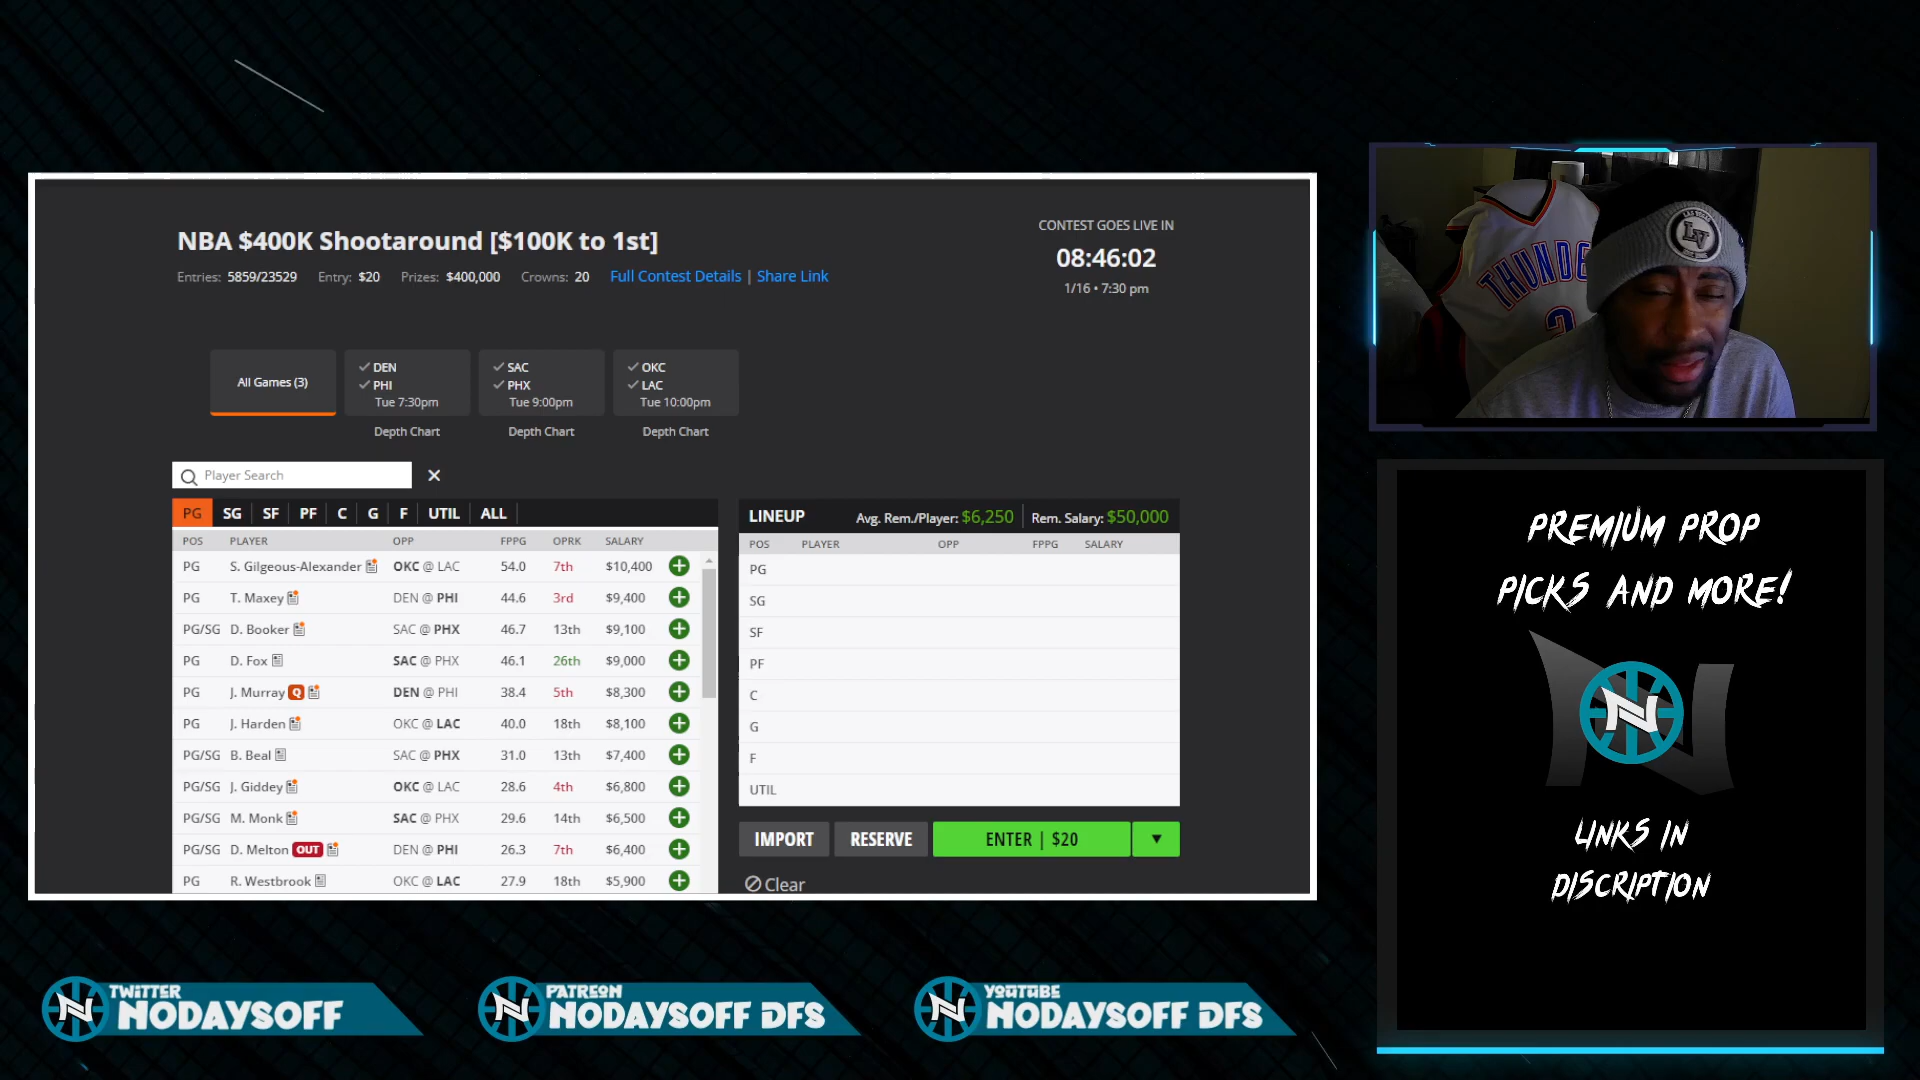 NBA $400K Shootaround [$100K to 1st]
Entries: 5859/23529 Entry: $20 Prizes: $400,000 Crowns: 20 Full Contest Details | Share Link
CONTEST GOES LIVE IN
08:46:02
1/16 • 7:30 pm
All Games (3)
DEN
PHI
Tue 7:30pm
Depth Chart
SAC
PHX
Tue 9:00pm
Depth Chart
OKC
LAC
Tue 10:00pm
Depth Chart
Player Search
PG SG SF PF C G F UTIL ALL
POS PLAYER OPP FPPG OPRK SALARY
PG S. Gilgeous-Alexander OKC @ LAC 54.0 7th $10,400
PG T. Maxey DEN @ PHI 44.6 3rd $9,400
PG/SG D. Booker SAC @ PHX 46.7 13th $9,100
PG D. Fox SAC @ PHX 46.1 26th $9,000
PG J. Murray Q DEN @ PHI 38.4 5th $8,300
PG J. Harden OKC @ LAC 40.0 18th $8,100
PG/SG B. Beal SAC @ PHX 31.0 13th $7,400
PG/SG J. Giddey OKC @ LAC 28.6 4th $6,800
PG/SG M. Monk SAC @ PHX 29.6 14th $6,500
PG/SG D. Melton OUT DEN @ PHI 26.3 7th $6,400
PG R. Westbrook OKC @ LAC 27.9 18th $5,900
LINEUP Avg. Rem./Player: $6,250 Rem. Salary: $50,000
POS PLAYER OPP FPPG SALARY
PG
SG
SF
PF
C
G
F
UTIL
IMPORT RESERVE ENTER | $20
Clear
THUNDE
2
LAS VEGAS
LV
PREMIUM PROP
PICKS AND MORE!
N
LINKS IN
DISCRIPTION
TWITTER
NODAYSOFF
PATREON
NODAYSOFF DFS
YOUTUBE
NODAYSOFF DFS